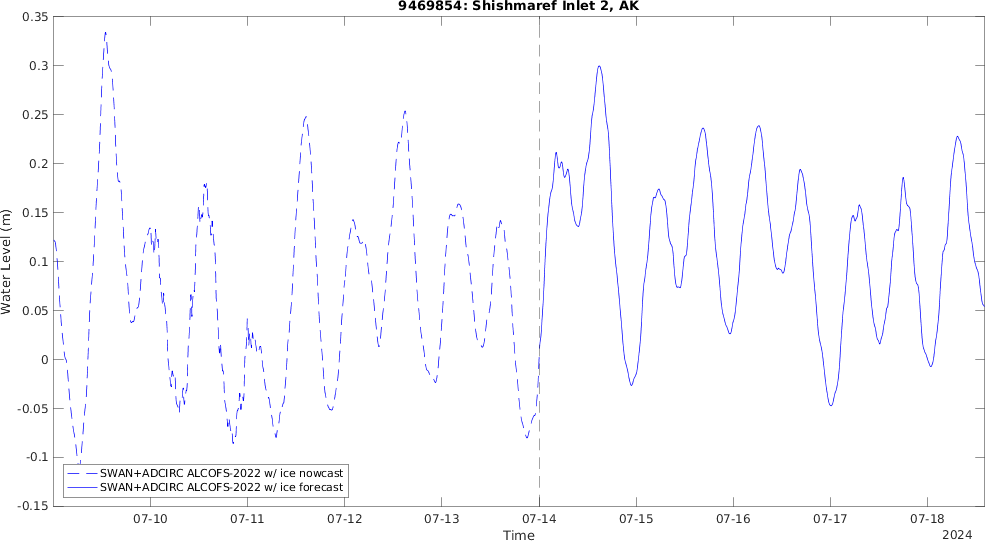 9469854: Shishmaref Inlet 2, AK
0.35
0.3
0.25
0.2
0.15
0.1
0.05
0
-0.05
-0.1
-0.15
Water Level (m)
SWAN+ADCIRC ALCOFS-2022 w/ ice nowcast
SWAN+ADCIRC ALCOFS-2022 w/ ice forecast
07-10 07-11 07-12 07-13 07-14 07-15 07-16 07-17 07-18
Time
2024